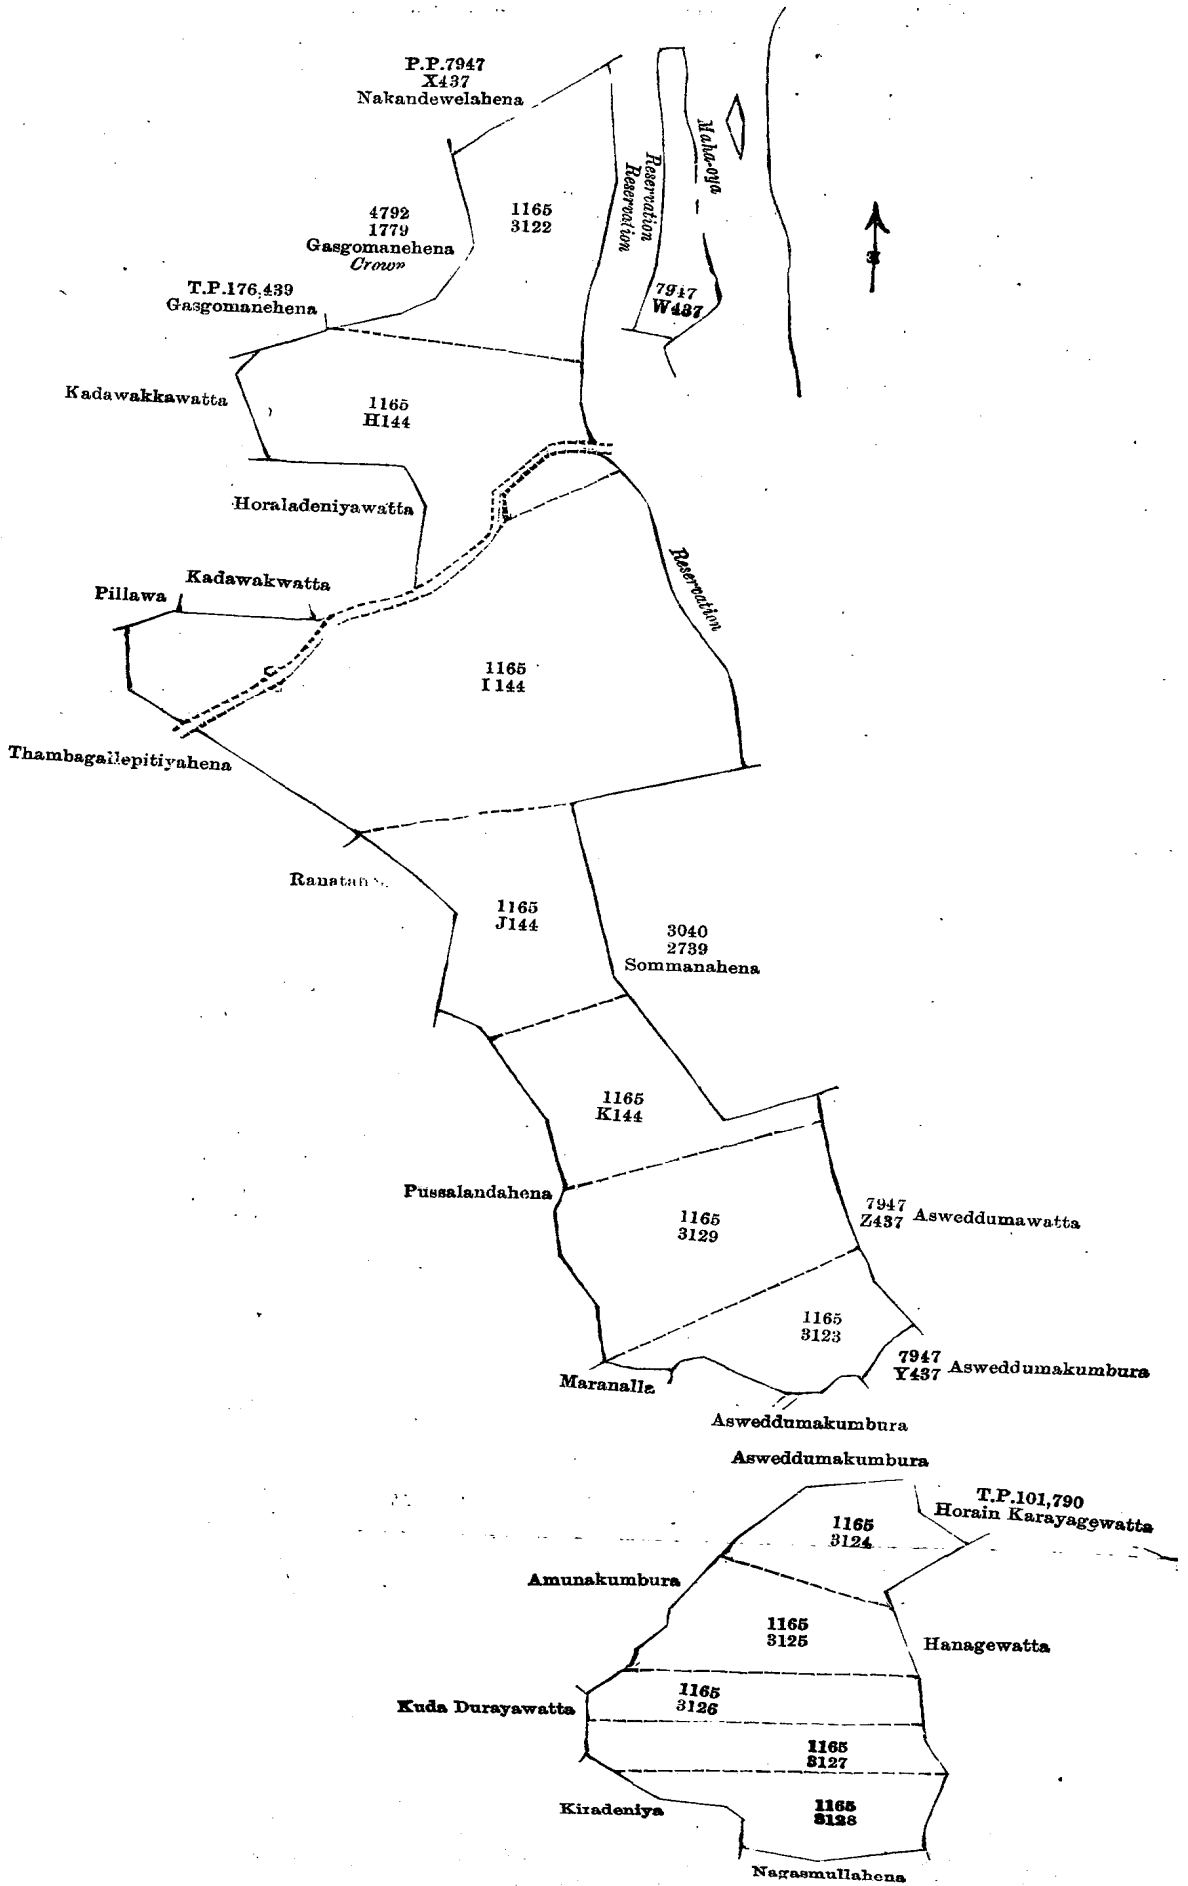 P.P.7947
X437
Nakandewelahena
Maha-oya
Reservation
Reservation
4792
1779
Gasgomanehena
Crown
1165
3122
T.P.176,439
Gasgomanehena
7947
W437
Kadawakkawatta
1165
H144
Horaladeniyawatta
Reservation
Kadawakwatta
Pillawa
1165
I144
Thambagallepitiyahena
1165
J144
3040
2739
Sommanahena
1165
K144
Pussalandahena
1165
3129
7947
Z437 Asweddumawatta
1165
3123
7947
Y437 Asweddumakumbura
Maranalla
Asweddumakumbura
Asweddumakumbura
T.P.101,790
Horain Karayagewatta
1165
3124
Amunakumbura
1165
3125
Hanagewatta
1165
3126
Kuda Durayawatta
1165
3127
Kiradeniya
1165
3128
Nagasmullahena